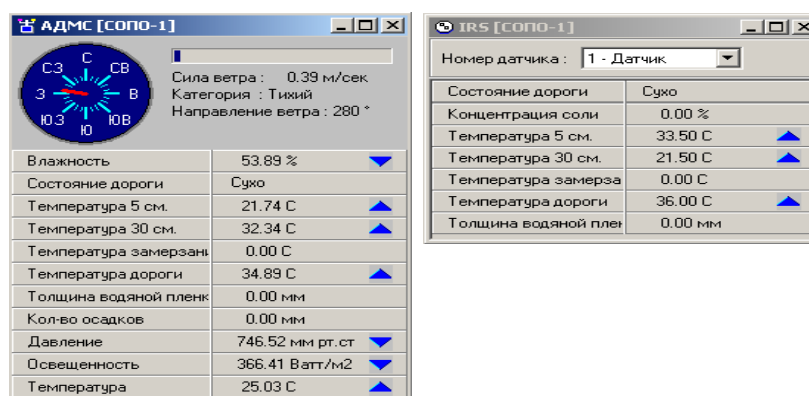 АДМС [СОПО-1]
С
СЗ СВ
З В
ЮЗ ЮВ
Ю
Сила ветра : 0.39 м/сек
Категория : Тихий
Направление ветра : 280 °
Влажность 53.89 %
Состояние дороги Сухо
Температура 5 см. 21.74 C
Температура 30 см. 32.34 C
Температура замерзани 0.00 C
Температура дороги 34.89 C
Толщина водяной пленк 0.00 мм
Кол-во осадков 0.00 мм
Давление 746.52 мм рт.ст
Освещенность 366.41 Ватт/м2
Температура 25.03 C
IRS [СОПО-1]
Номер датчика : 1 - Датчик
Состояние дороги Сухо
Концентрация соли 0.00 %
Температура 5 см. 33.50 C
Температура 30 см. 21.50 C
Температура замерза 0.00 C
Температура дороги 36.00 C
Толщина водяной плен 0.00 мм